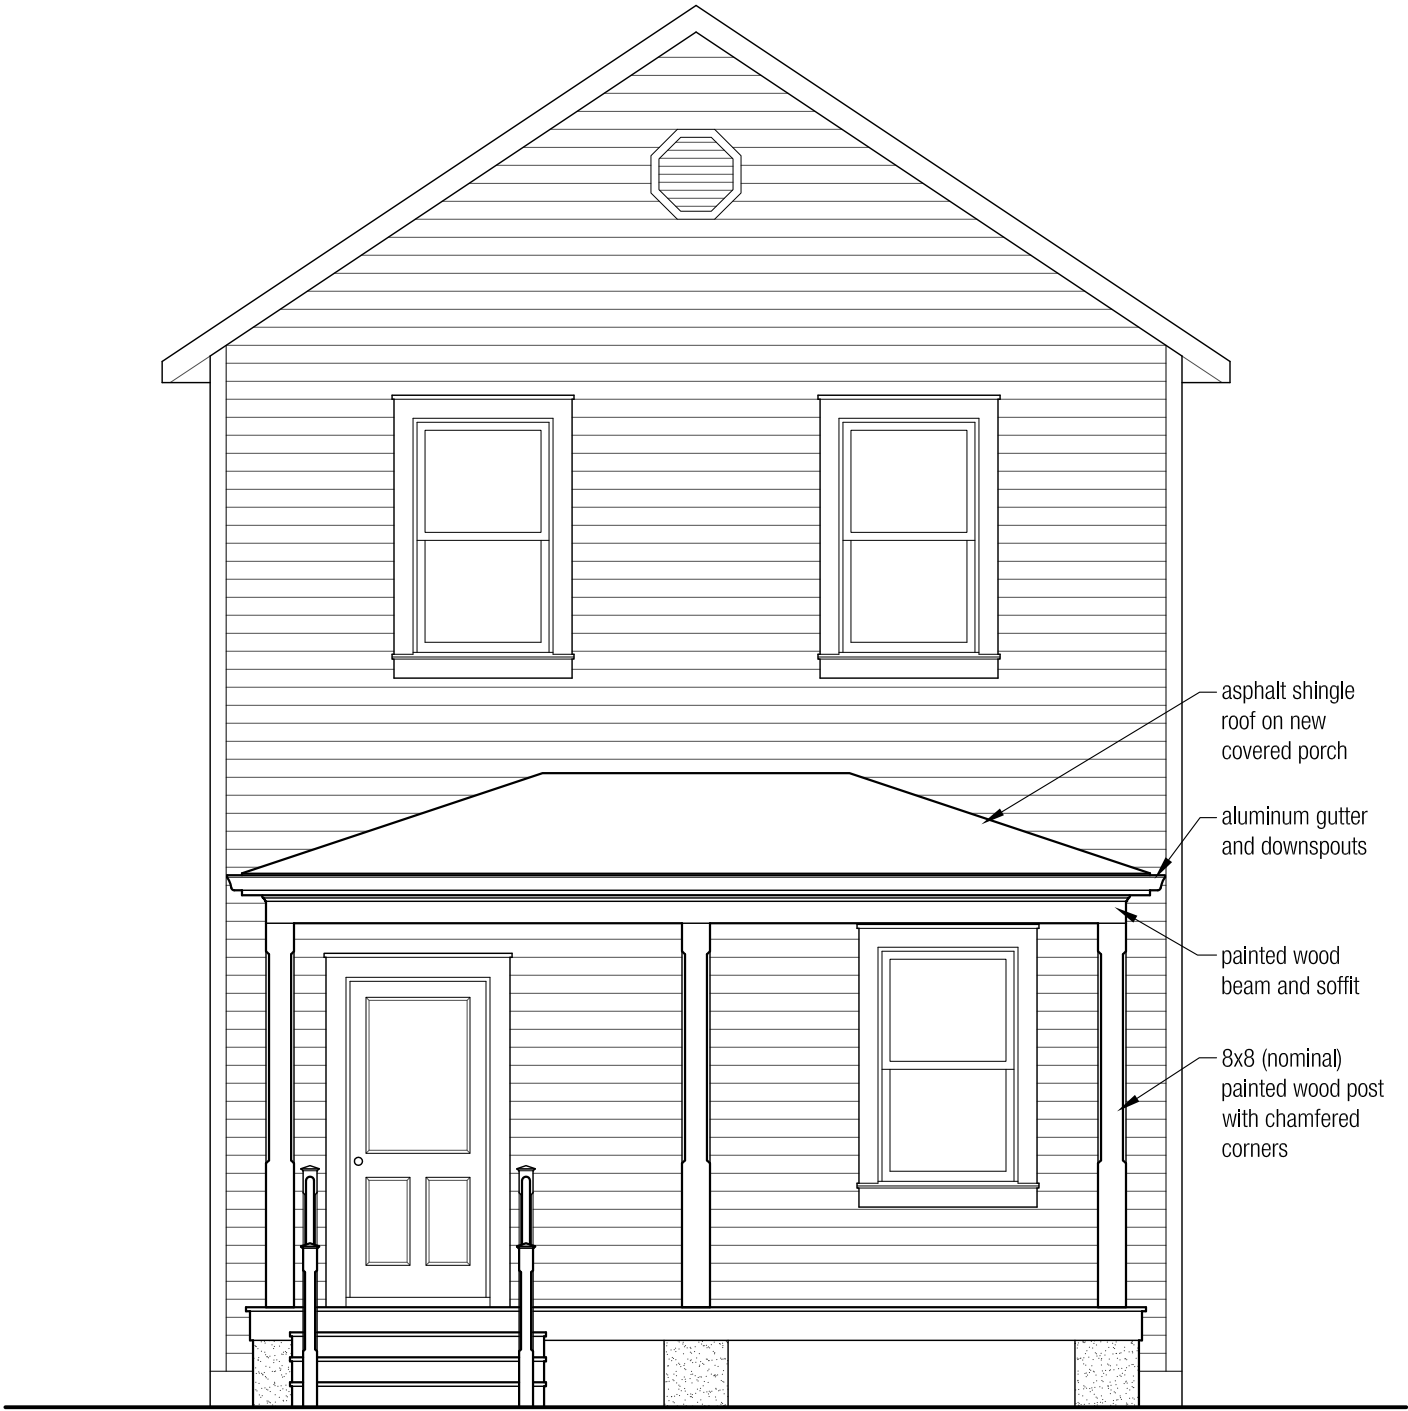 asphalt shingle
roof on new
covered porch
aluminum gutter
and downspouts
painted wood
beam and soffit
8x8 (nominal)
painted wood post
with chamfered
corners